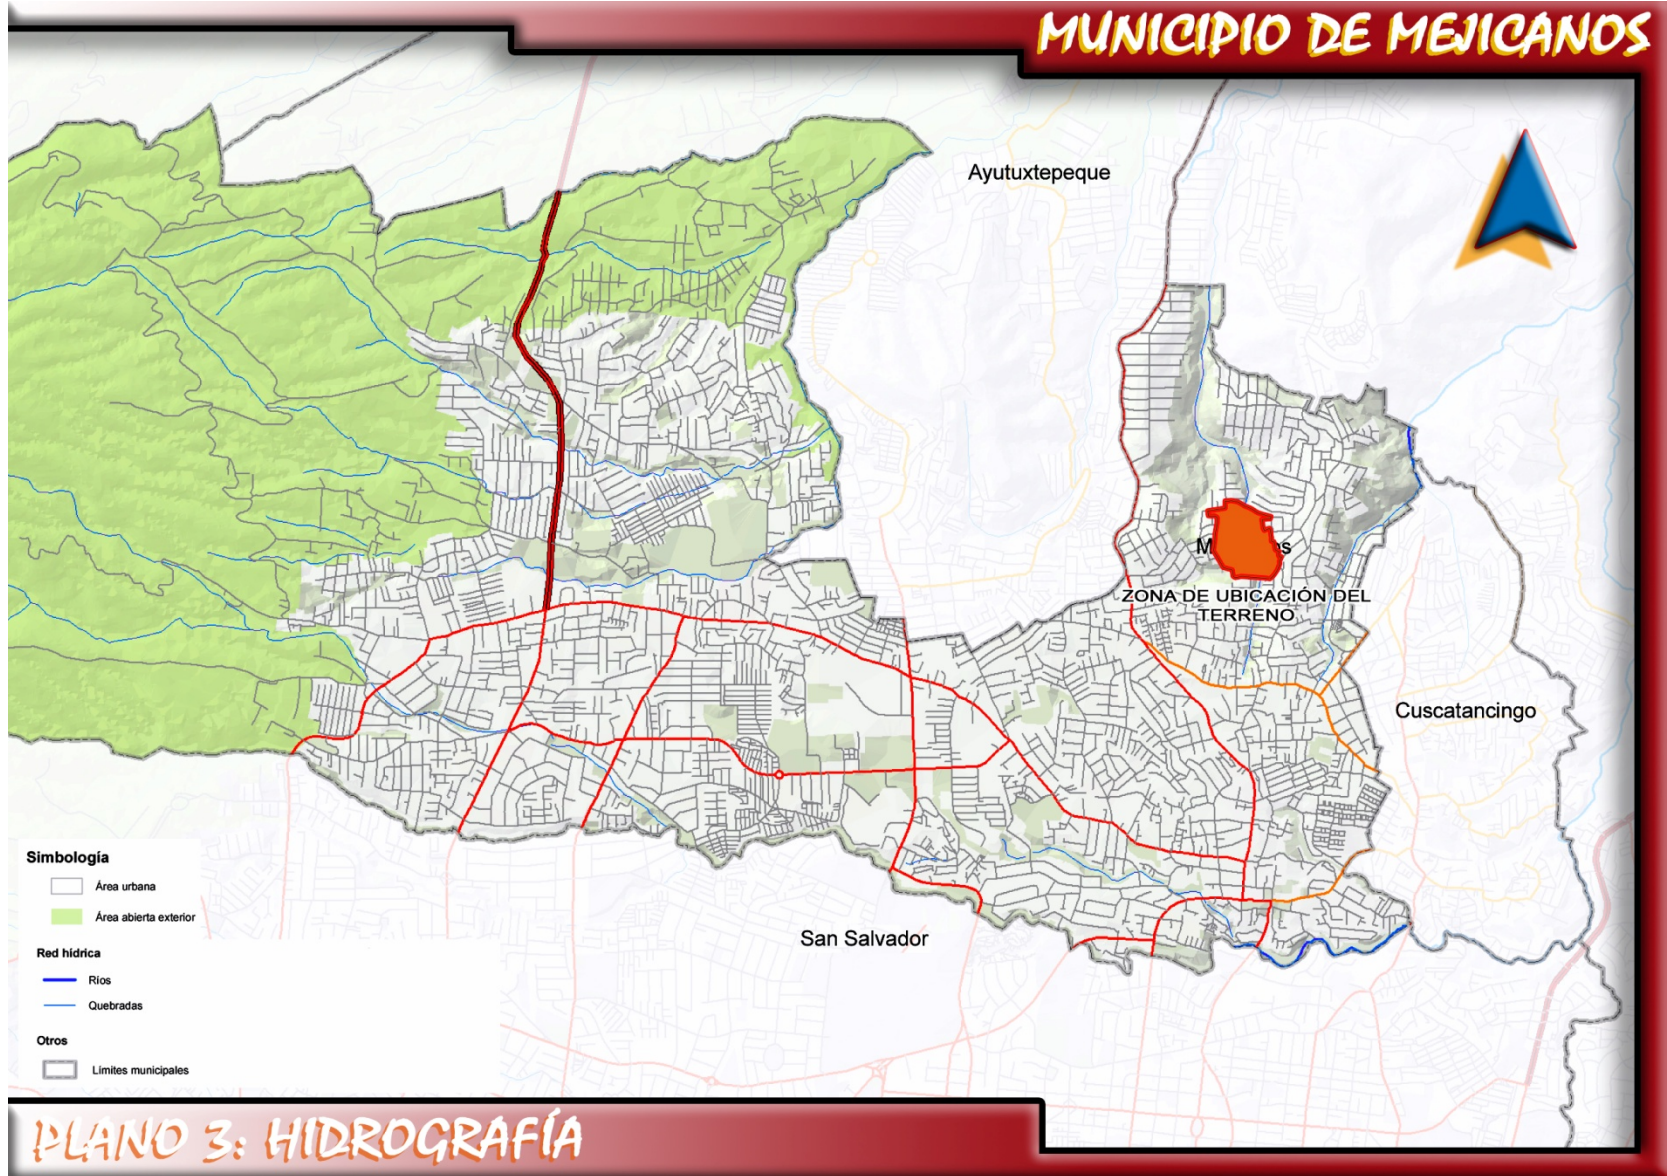 MUNICIPIO DE MEJICANOS
Ayutuxtepeque
ZONA DE UBICACIÓN DEL
TERRENO
Cuscatancingo
Simbología
Área urbana
Área abierta exterior
San Salvador
Red hídrica
Ríos
Quebradas
Otros
Límites municipales
PLANO 3: HIDROGRAFÍA